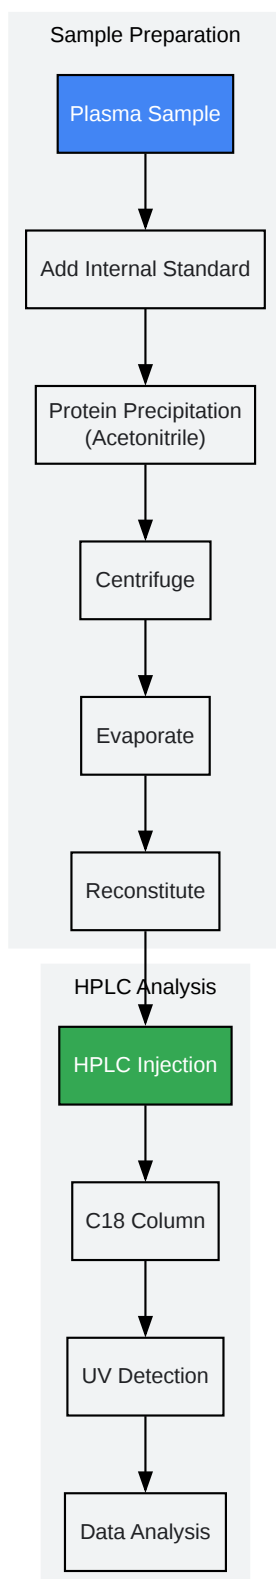 Sample Preparation
Plasma Sample
Add Internal Standard
Protein Precipitation
(Acetonitrile)
Centrifuge
Evaporate
Reconstitute
HPLC Analysis
HPLC Injection
C18 Column
UV Detection
Data Analysis